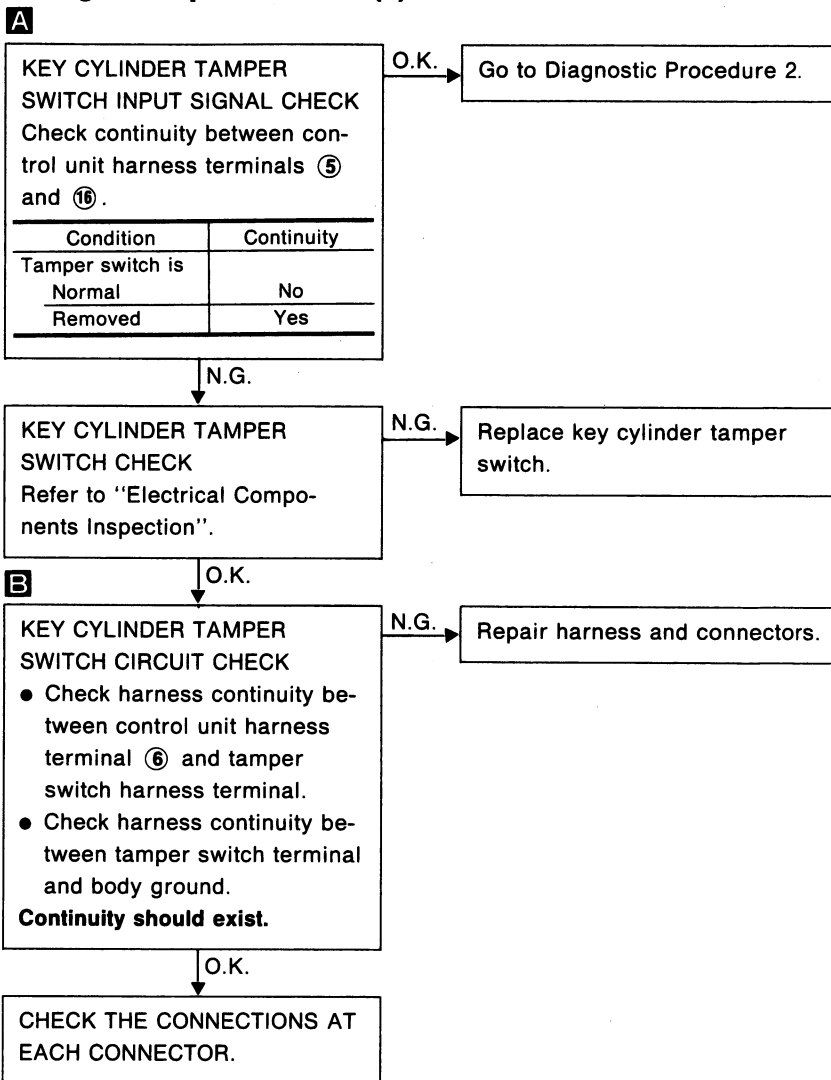 A
KEY CYLINDER TAMPER
SWITCH INPUT SIGNAL CHECK
Check continuity between con-
trol unit harness terminals ⑤
and ⑯.
Condition Continuity
Tamper switch is
Normal No
Removed Yes
O.K.
Go to Diagnostic Procedure 2.
N.G.
KEY CYLINDER TAMPER
SWITCH CHECK
Refer to "Electrical Compo-
nents Inspection".
N.G.
Replace key cylinder tamper
switch.
O.K.
B
KEY CYLINDER TAMPER
SWITCH CIRCUIT CHECK
● Check harness continuity be-
tween control unit harness
terminal ⑥ and tamper
switch harness terminal.
● Check harness continuity be-
tween tamper switch terminal
and body ground.
Continuity should exist.
N.G.
Repair harness and connectors.
O.K.
CHECK THE CONNECTIONS AT
EACH CONNECTOR.